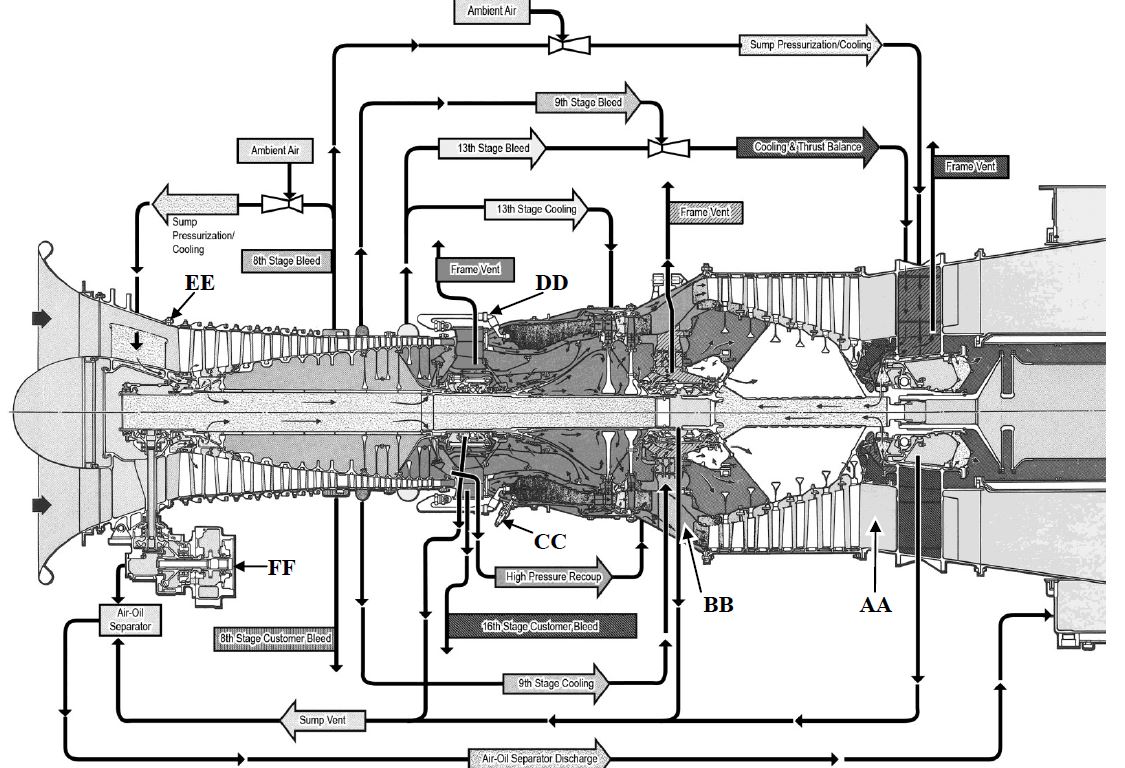 Ambient Air
Sump Pressurization/Cooling
9th Stage Bleed
Ambient Air
13th Stage Bleed
Cooling & Thrust Balance
Frame Vent
Sump
Pressurization/
Cooling
13th Stage Cooling
Frame Vent
8th Stage Bleed
Frame Vent
EE
DD
CC
FF
High Pressure Recoup
BB
AA
Air-Oil
Separator
8th Stage Customer Bleed
16th Stage Customer Bleed
9th Stage Cooling
Sump Vent
Air-Oil Separator Discharge